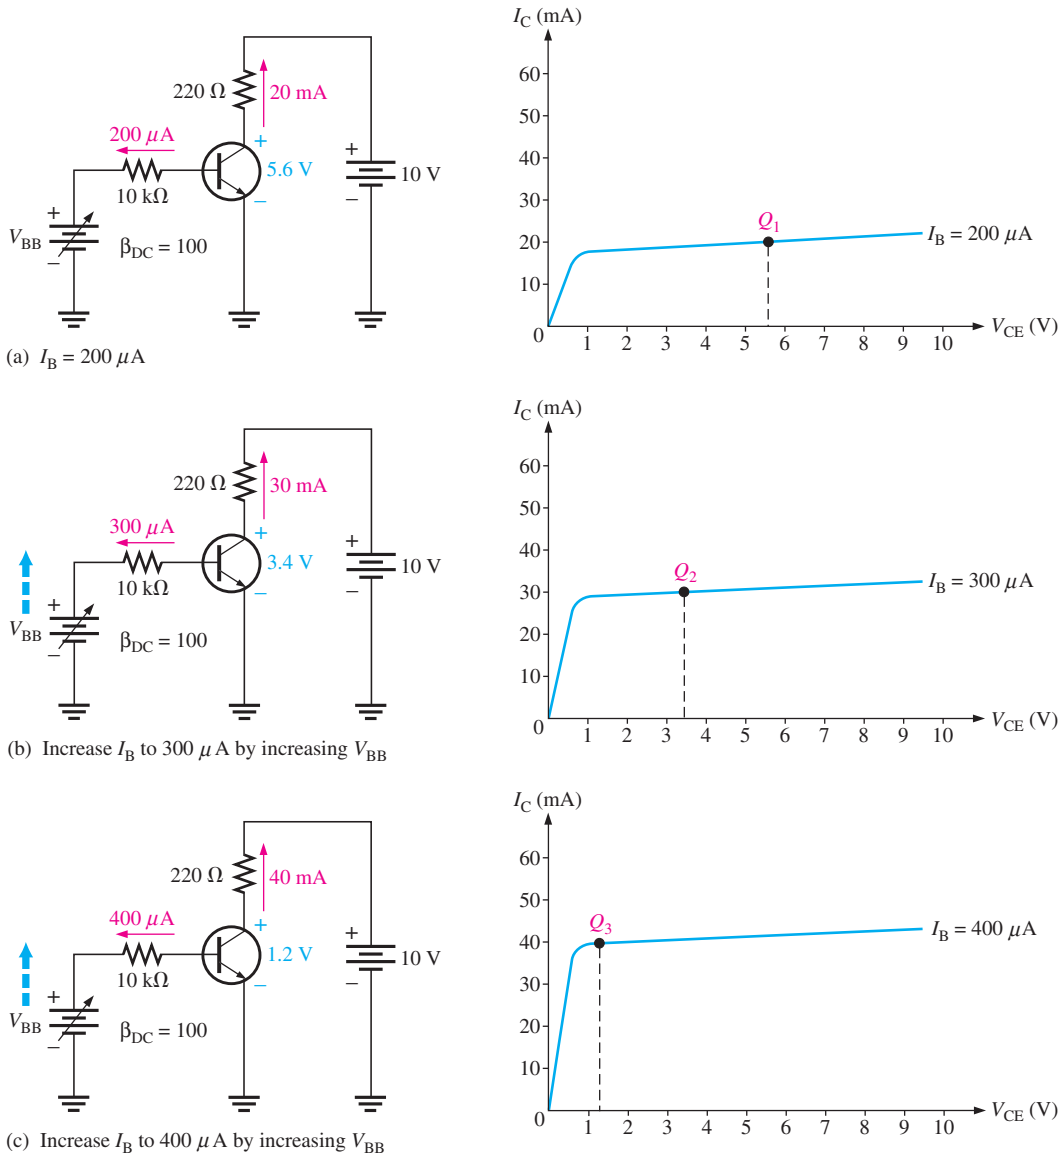 I_C (mA)
220 Ω
20 mA
200 μA
+
5.6 V
−
10 kΩ
+
−
10 V
V_BB
+
−
β_DC = 100
60
50
40
30
20
10
0
Q_1
I_B = 200 μA
1 2 3 4 5 6 7 8 9 10
V_CE (V)
(a) I_B = 200 μA
I_C (mA)
220 Ω
30 mA
300 μA
+
3.4 V
−
10 kΩ
+
−
10 V
V_BB
+
−
β_DC = 100
60
50
40
30
20
10
0
Q_2
I_B = 300 μA
1 2 3 4 5 6 7 8 9 10
V_CE (V)
(b) Increase I_B to 300 μA by increasing V_BB
I_C (mA)
220 Ω
40 mA
400 μA
+
1.2 V
−
10 kΩ
+
−
10 V
V_BB
+
−
β_DC = 100
60
50
40
30
20
10
0
Q_3
I_B = 400 μA
1 2 3 4 5 6 7 8 9 10
V_CE (V)
(c) Increase I_B to 400 μA by increasing V_BB